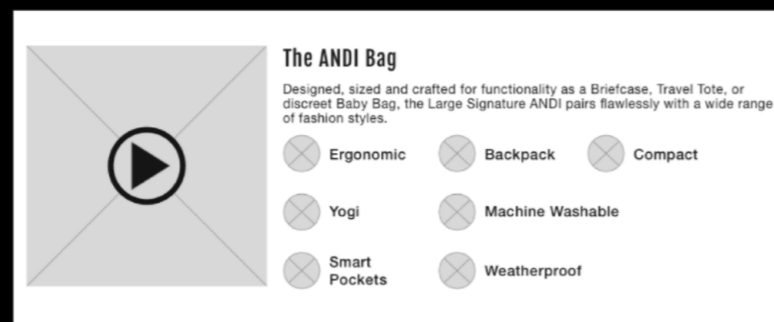 The ANDI Bag
Designed, sized and crafted for functionality as a Briefcase, Travel Tote, or
discreet Baby Bag, the Large Signature ANDI pairs flawlessly with a wide range
of fashion styles.
Ergonomic
Backpack
Compact
Yogi
Machine Washable
Smart
Pockets
Weatherproof